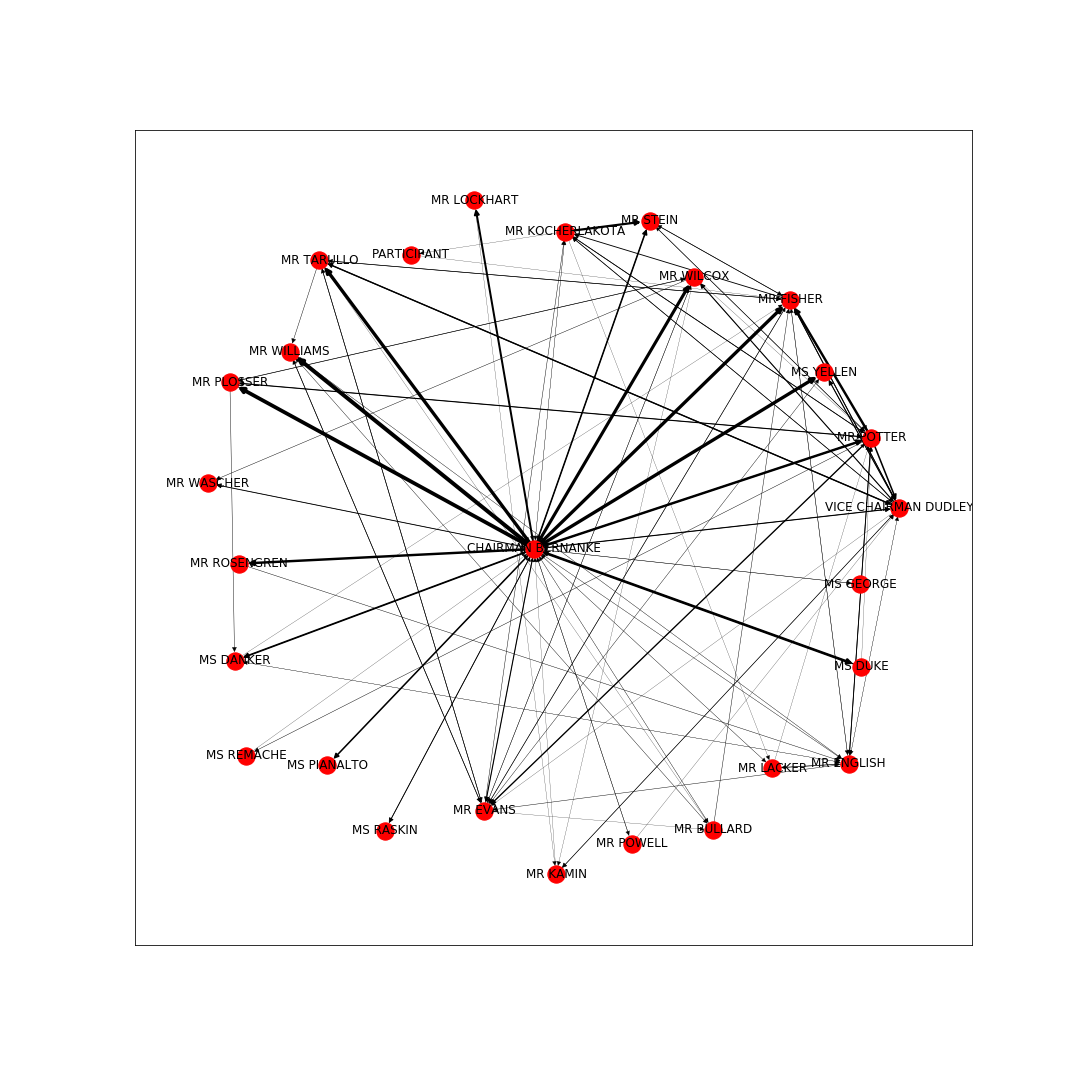 MR LOCKHART
MR STEIN
MR KOCHERLAKOTA
PARTICIPANT
MR TARULLO
MR WILCOX
MR FISHER
MR WILLIAMS
MS YELLEN
MR PLOSSER
MR POTTER
MR WASCHER
VICE CHAIRMAN DUDLEY
CHAIRMAN BERNANKE
MR ROSENGREN
MS GEORGE
MS DANKER
MS DUKE
MS REMACHE
MS PIANALTO
MR LACKER
MR ENGLISH
MR EVANS
MS RASKIN
MR BULLARD
MR POWELL
MR KAMIN